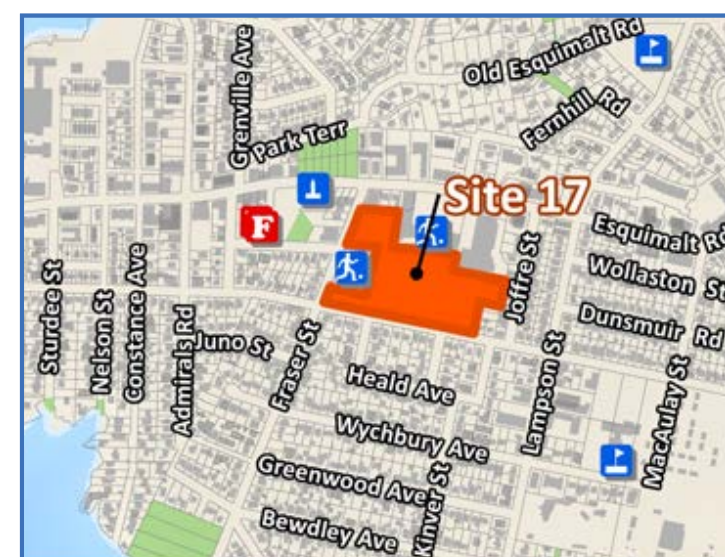 Old Esquimalt Rd
Grenville Ave
Fernhill Rd
Park Terr
Site 17
F
Esquimalt Rd
Joffre St
Wollaston St
Sturdee St
Nelson St
Constance Ave
Admirals Rd
Juno St
Fraser St
Dunsmuir Rd
Heald Ave
Lampson St
MacAulay St
Wychbury Ave
Greenwood Ave
Kinver St
Bewdley Ave